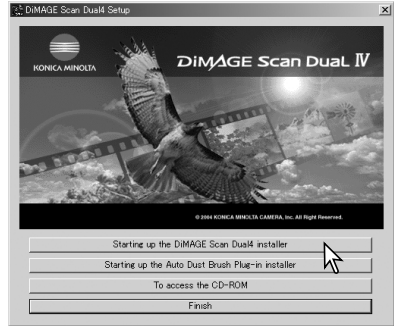 DiMAGE Scan Dual4 Setup
KONICA MINOLTA
DiMAGE Scan Dual IV
© 2004 KONICA MINOLTA CAMERA, Inc. All Right Reserved.
Starting up the DiMAGE Scan Dual4 installer
Starting up the Auto Dust Brush Plug-in installer
To access the CD-ROM
Finish